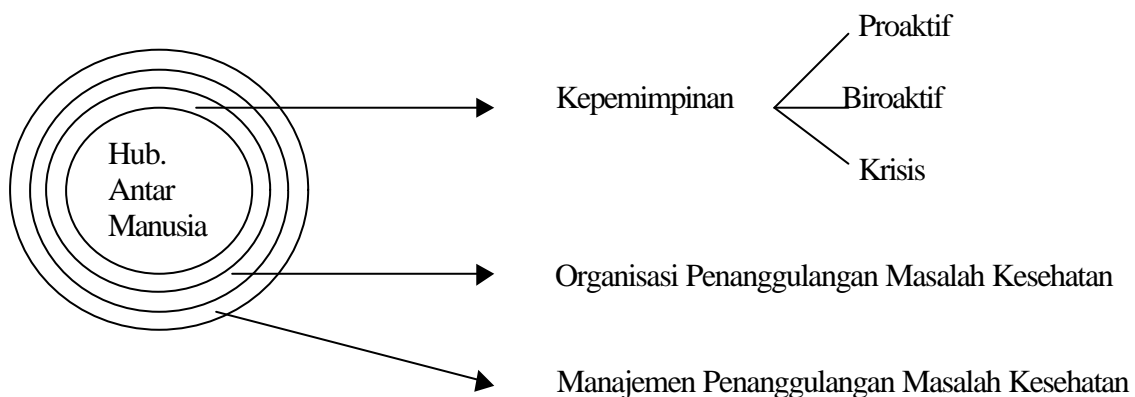 Proaktif
Kepemimpinan
Biroaktif
Krisis
Hub.
Antar
Manusia
Organisasi Penanggulangan Masalah Kesehatan
Manajemen Penanggulangan Masalah Kesehatan